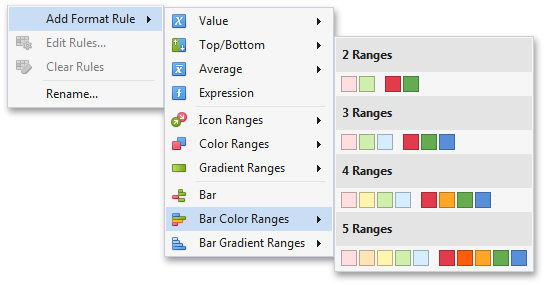 Add Format Rule
Edit Rules...
Clear Rules
Rename...
Value
Top/Bottom
Average
Expression
Icon Ranges
Color Ranges
Gradient Ranges
Bar
Bar Color Ranges
Bar Gradient Ranges
2 Ranges
3 Ranges
4 Ranges
5 Ranges